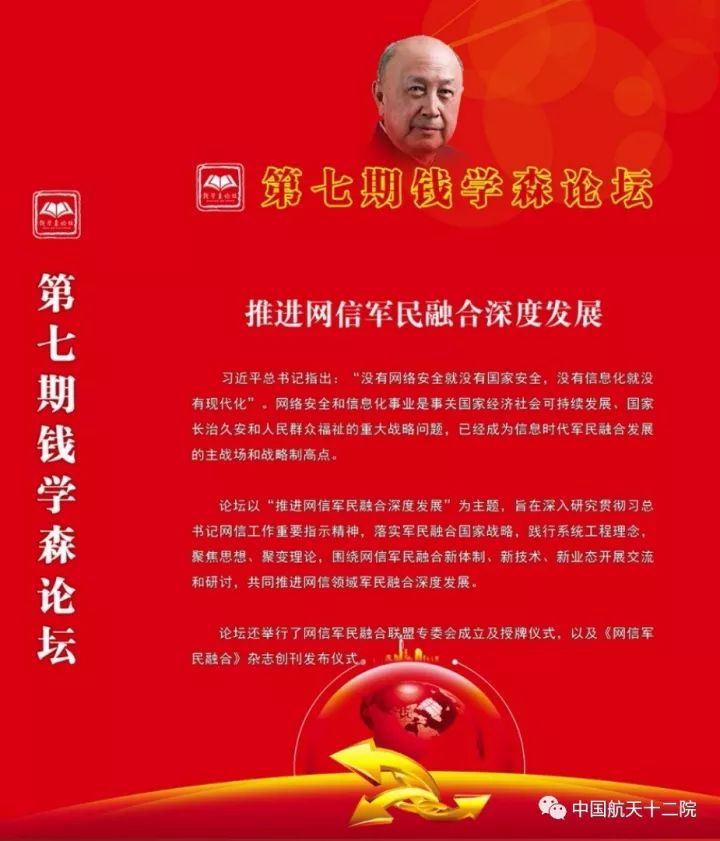 第七期钱学森论坛
第七期钱学森论坛
推进网信军民融合深度发展
习近平总书记指出：“没有网络安全就没有国家安全，没有信息化就没
有现代化”。网络安全和信息化事业是事关国家经济社会可持续发展、国家
长治久安和人民群众福祉的重大战略问题，已经成为信息时代军民融合发展
的主战场和战略制高点。
论坛以“推进网信军民融合深度发展”为主题，旨在深入研究贯彻习总
书记网信工作重要指示精神，落实军民融合国家战略，践行系统工程理念，
聚焦思想、聚变理论，围绕网信军民融合新体制、新技术、新业态开展交流
和研讨，共同推进网信领域军民融合深度发展。
论坛还举行了网信军民融合联盟专委会成立及授牌仪式，以及《网信军
民融合》杂志创刊发布仪式。
中国航天十二院